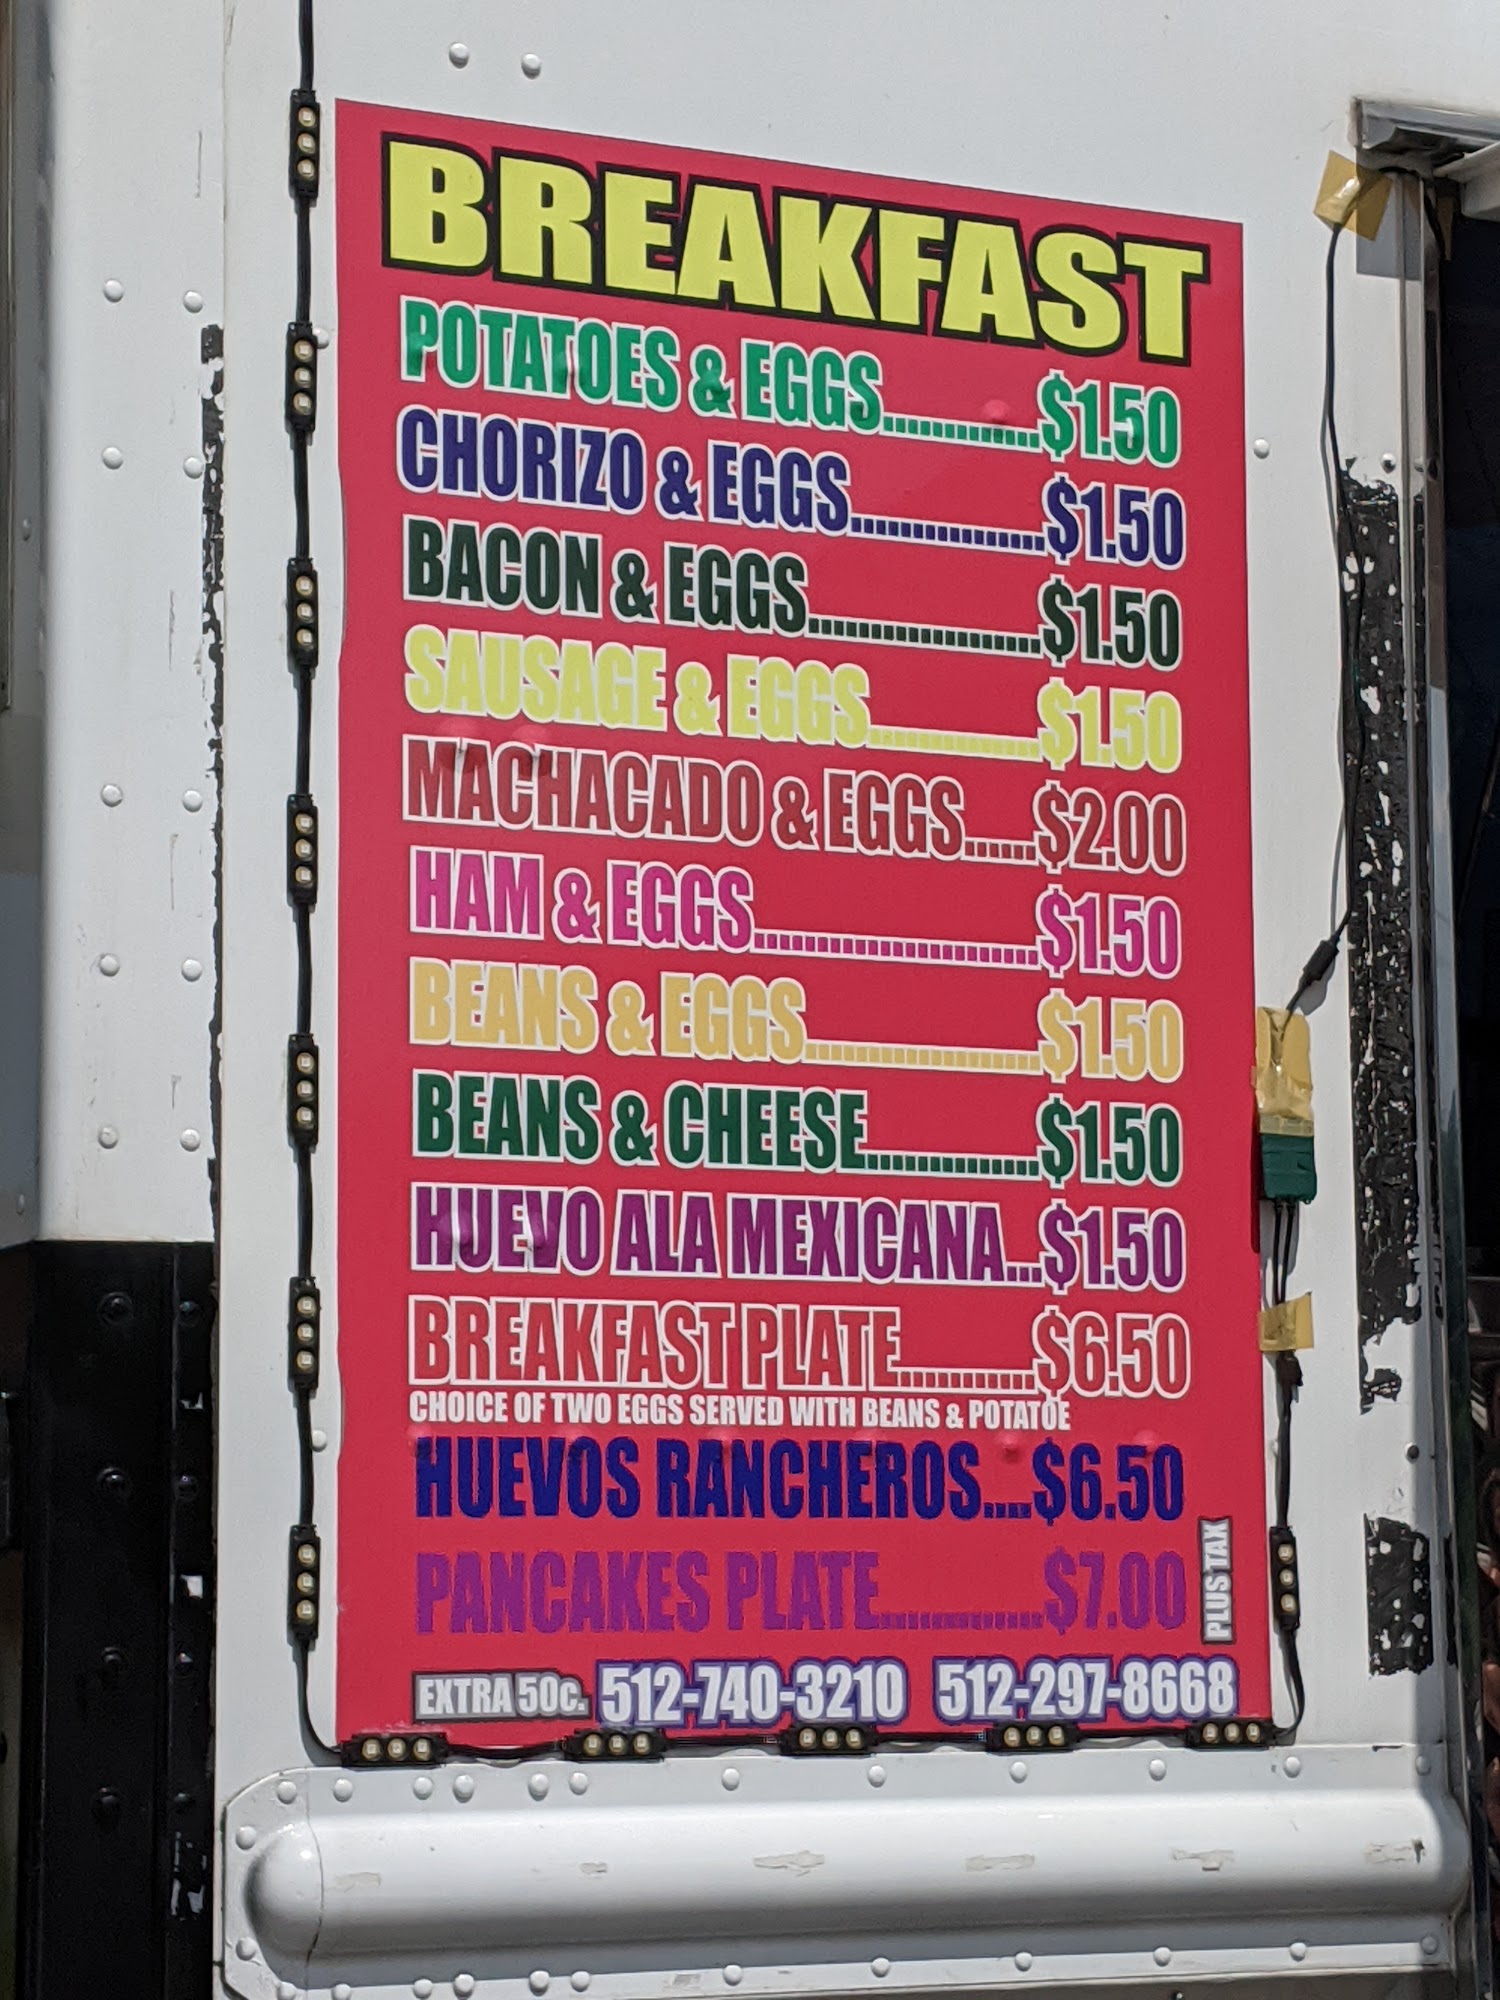 BREAKFAST
POTATOES & EGGS.............$1.50
CHORIZO & EGGS................$1.50
BACON & EGGS...................$1.50
SAUSAGE & EGGS..............$1.50
MACHACADO & EGGS......$2.00
HAM & EGGS.......................$1.50
BEANS & EGGS...................$1.50
BEANS & CHEESE..............$1.50
HUEVO ALA MEXICANA...$1.50
BREAKFAST PLATE...........$6.50
CHOICE OF TWO EGGS SERVED WITH BEANS & POTATOE
HUEVOS RANCHEROS....$6.50
PANCAKES PLATE.............$7.00
PLUS TAX
EXTRA 50c. 512-740-3210 512-297-8668